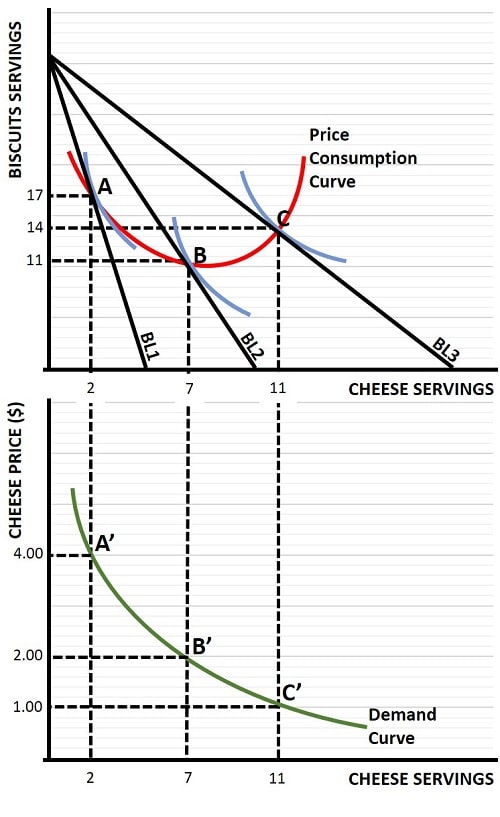 BISCUITS SERVINGS
Price
Consumption
Curve
17
A
14
C
11
B
BL1
BL2
BL3
2
7
11
CHEESE SERVINGS
CHEESE PRICE ($)
A’
4.00
B’
2.00
C’
1.00
Demand
Curve
2
7
11
CHEESE SERVINGS